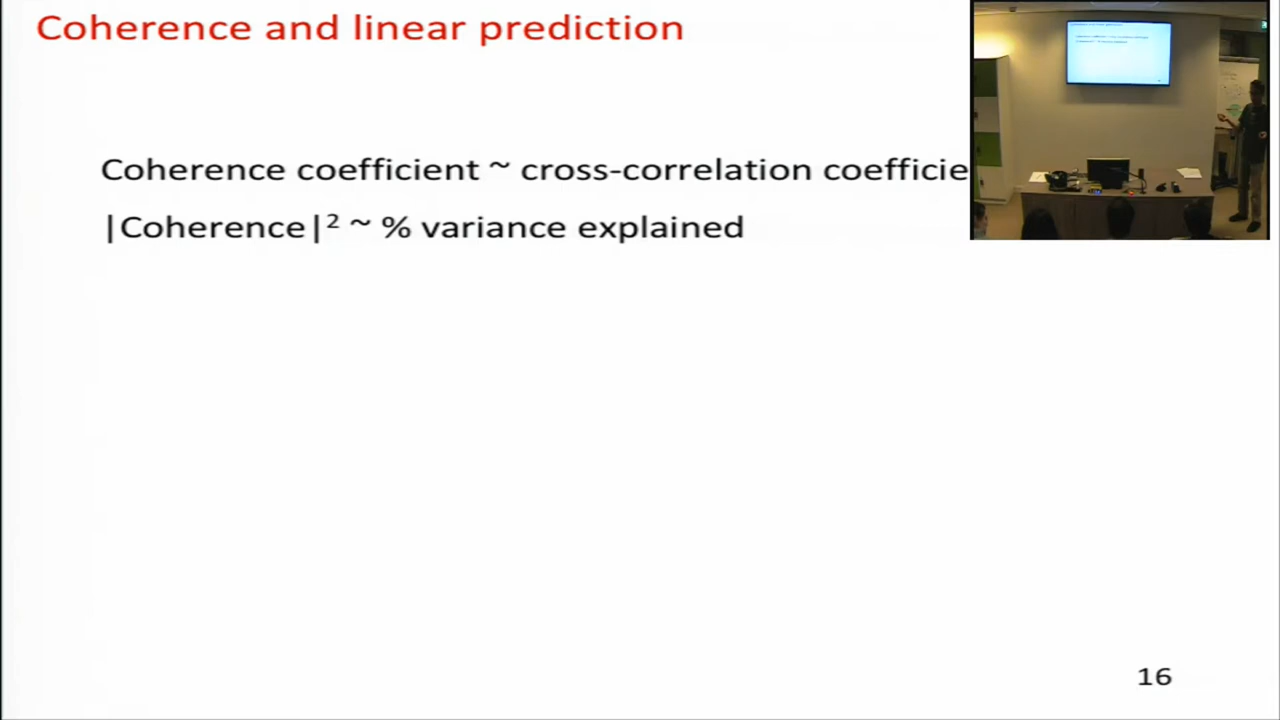 Coherence and linear prediction
Coherence coefficient ~ cross-correlation coefficie
|Coherence|² ~ % variance explained
16